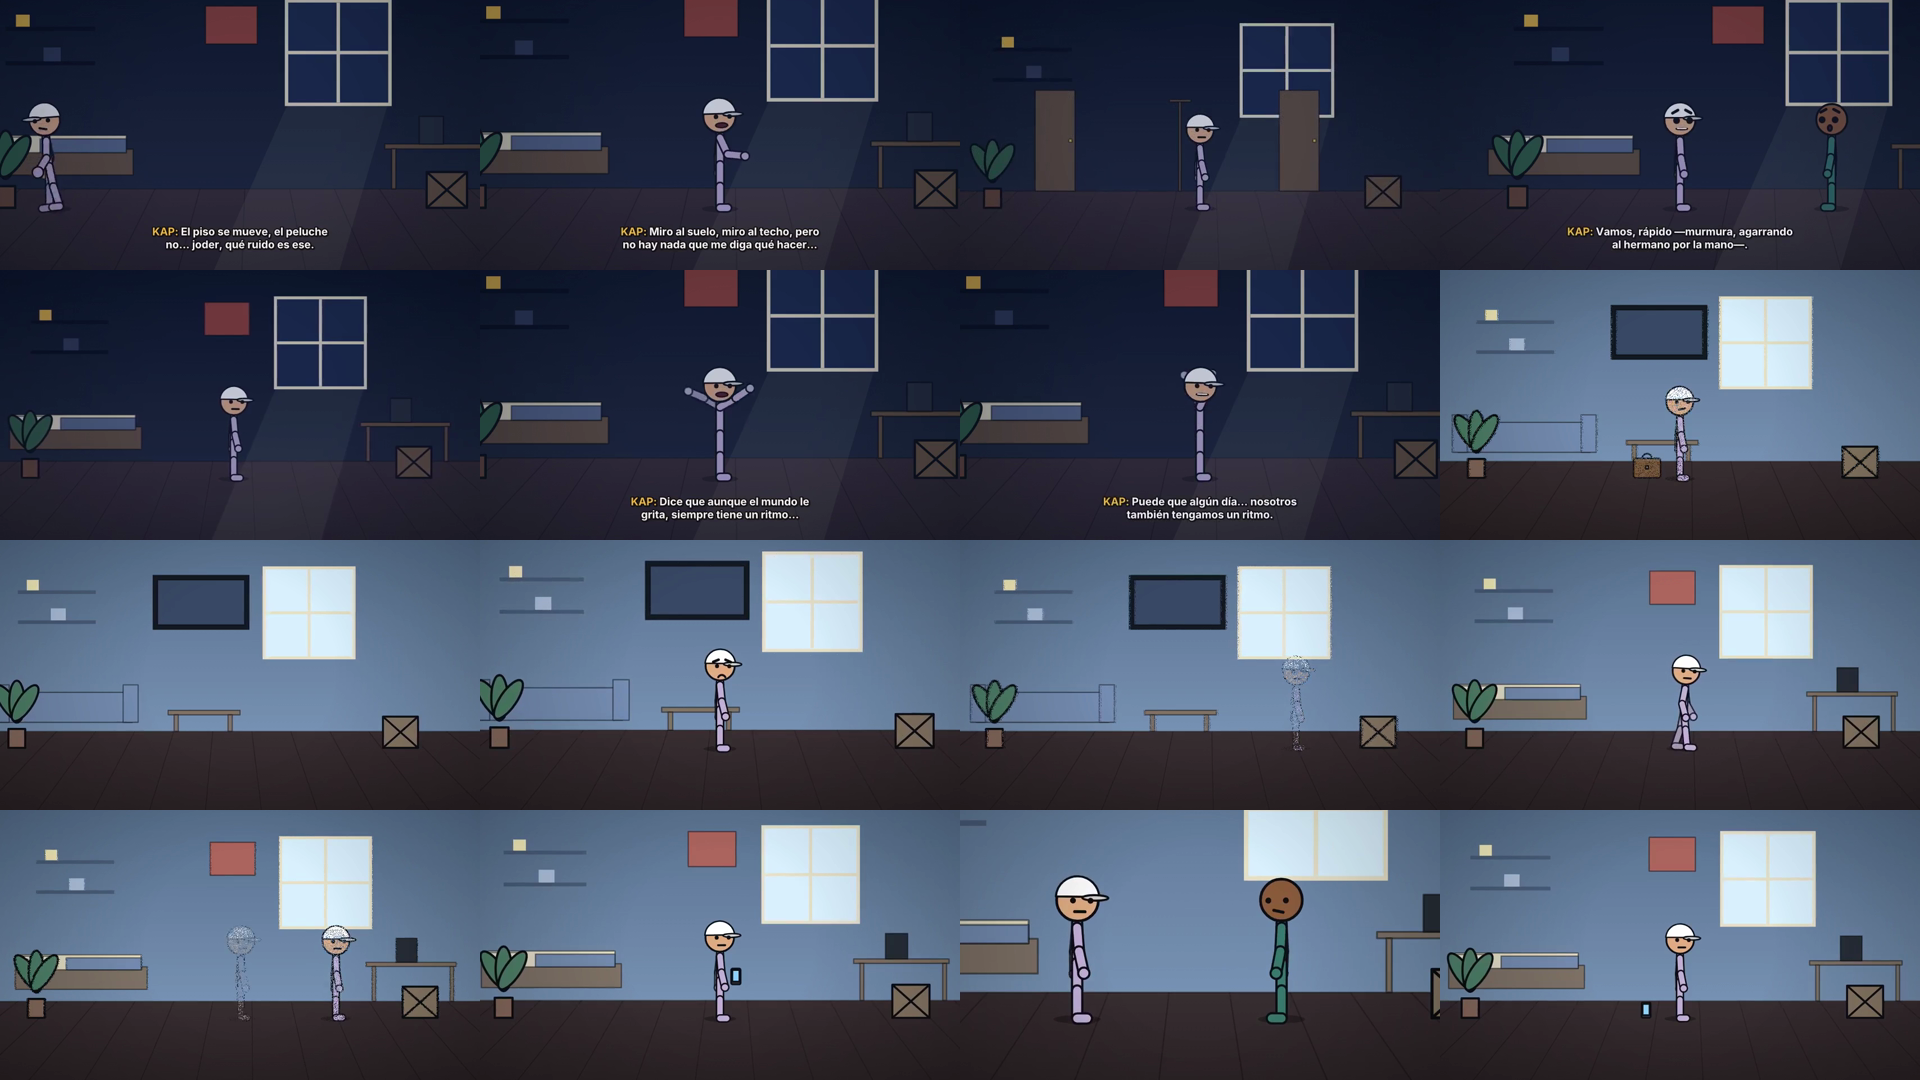 KAP: El piso se mueve, el peluche
no... joder, qué ruido es ese.
KAP: Miro al suelo, miro al techo, pero
no hay nada que me diga qué hacer...
KAP: Vamos, rápido —murmura, agarrando
al hermano por la mano—.
KAP: Dice que aunque el mundo le
grita, siempre tiene un ritmo...
KAP: Puede que algún día... nosotros
también tengamos un ritmo.